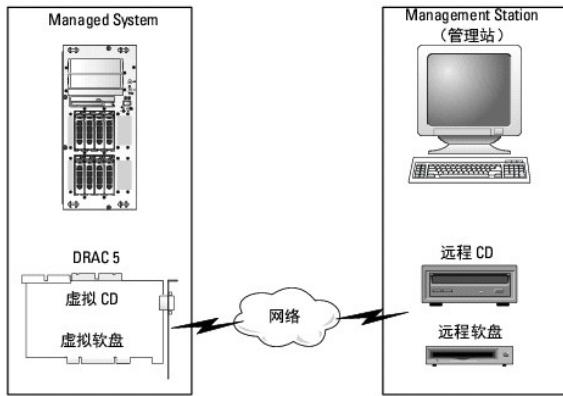 Managed System
DRAC 5
虚拟 CD
虚拟软盘
网络
Management Station
（管理站）
远程 CD
远程软盘